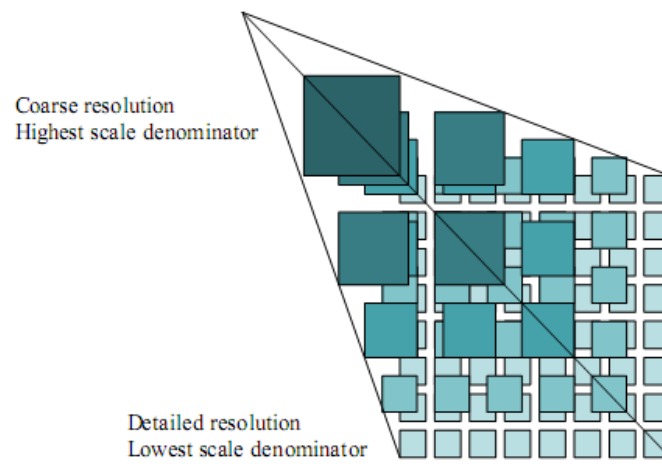 Coarse resolution
Highest scale denominator
Detailed resolution
Lowest scale denominator